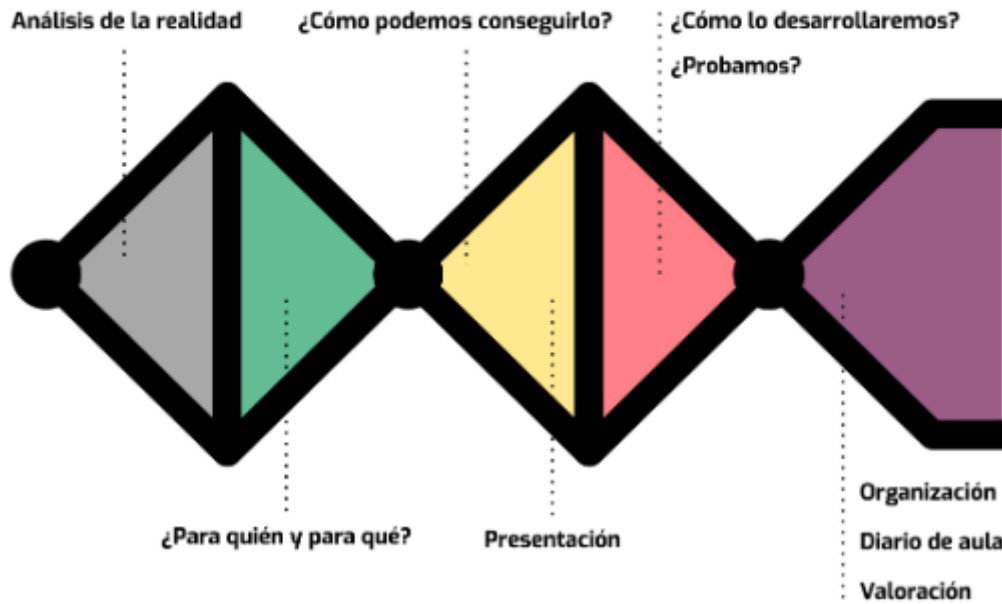 Análisis de la realidad
¿Cómo podemos conseguirlo?
¿Cómo lo desarrollaremos?
¿Probamos?
¿Para quién y para qué?
Presentación
Organización
Diario de aula
Valoración